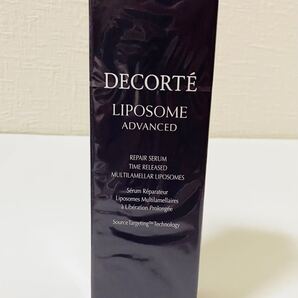 DECORTÉ
LIPOSOME
ADVANCED
REPAIR SERUM
TIME RELEASED
MULTILAMELLAR LIPOSOMES
Sérum Réparateur
Liposomes Multilamellaires
à Libération Prolongée
Source Targeting™ Technology